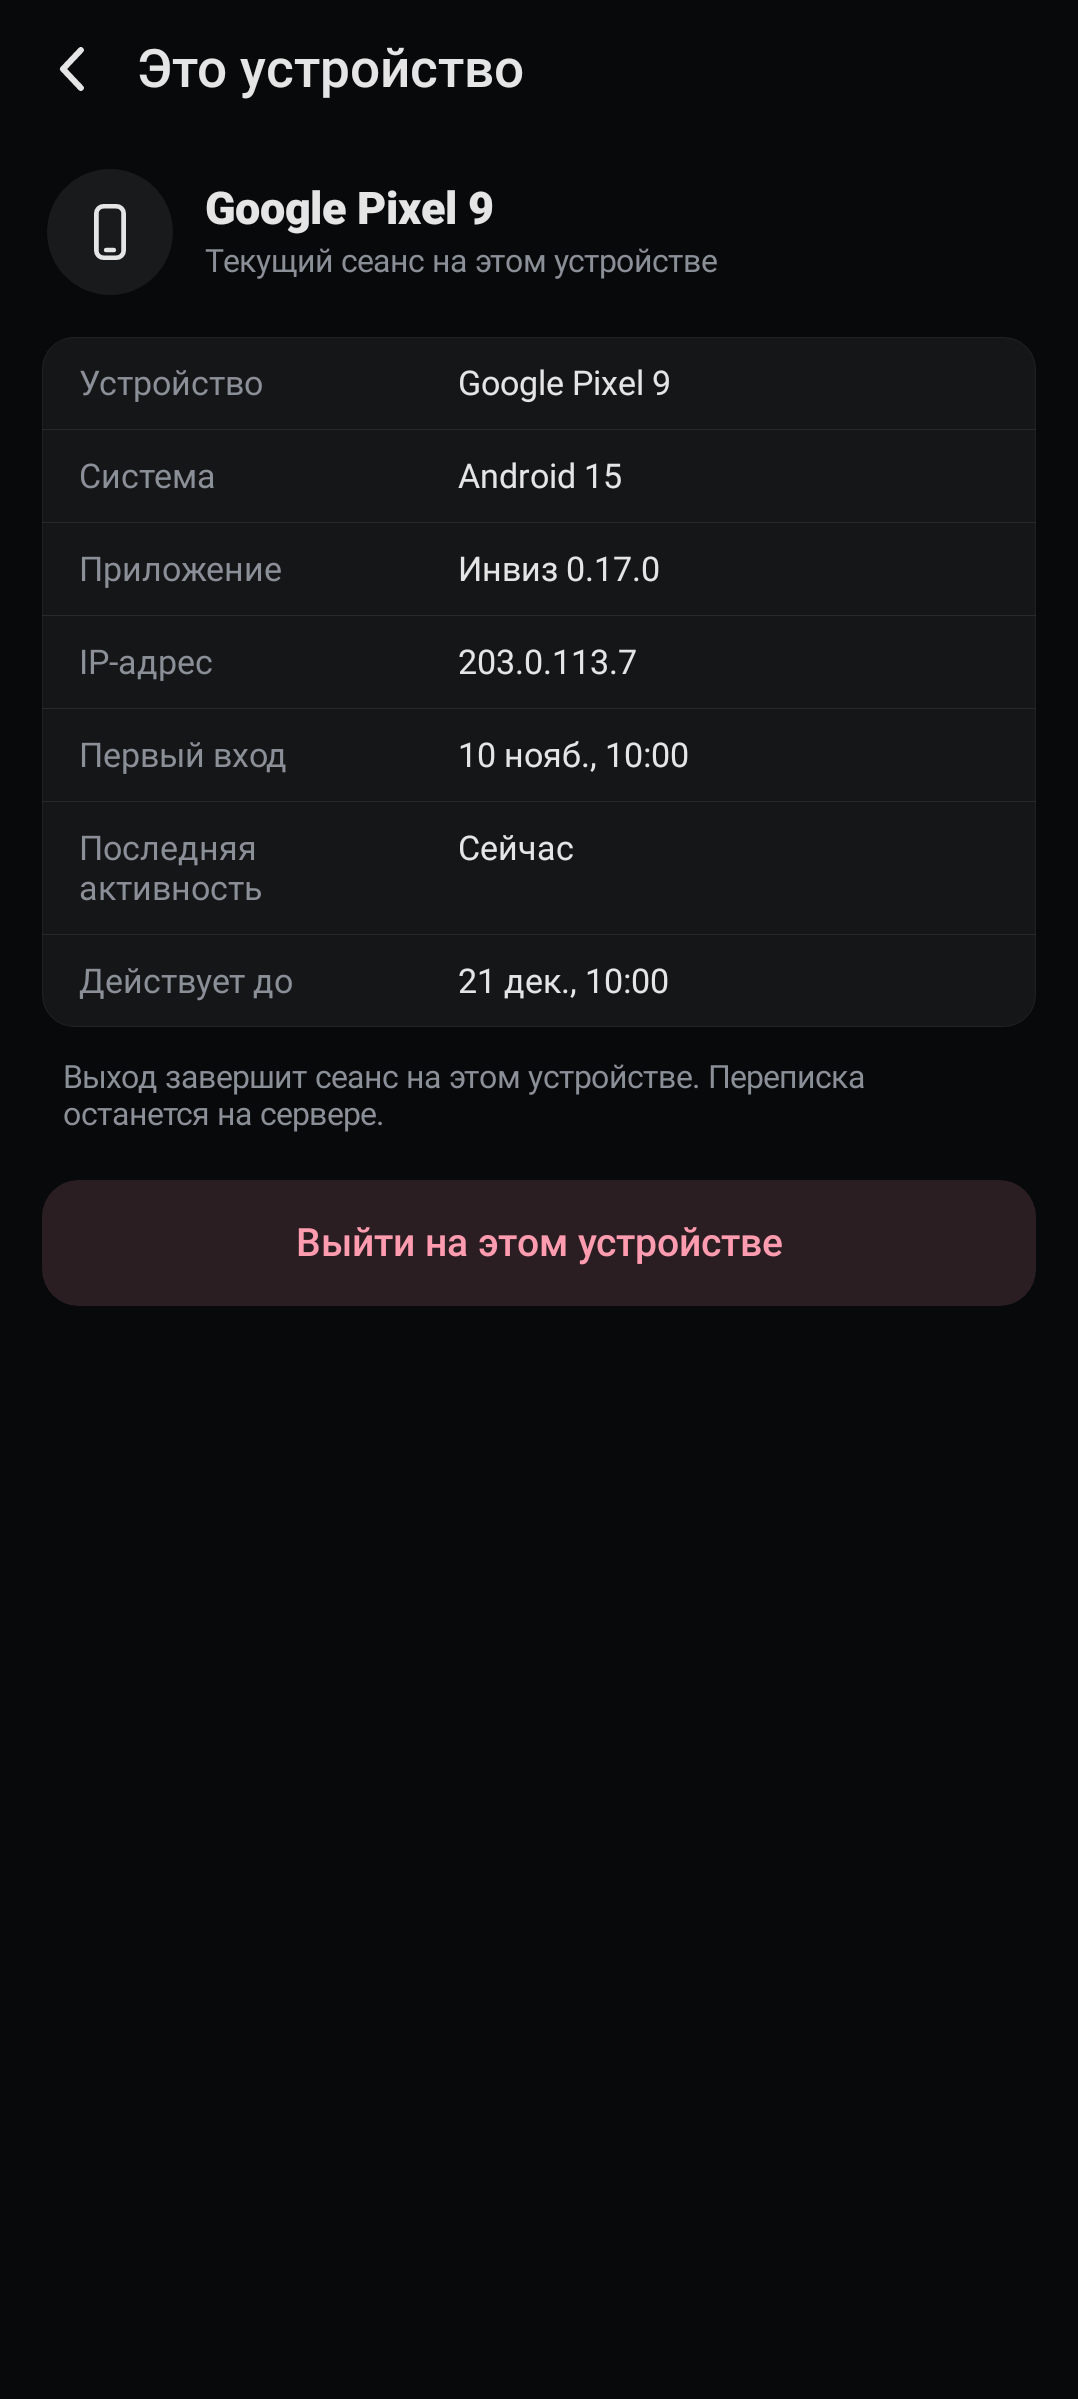 Это устройство
Google Pixel 9
Текущий сеанс на этом устройстве
Устройство Google Pixel 9
Система Android 15
Приложение Инвиз 0.17.0
IP-адрес 203.0.113.7
Первый вход 10 нояб., 10:00
Последняя Сейчас
активность
Действует до 21 дек., 10:00
Выход завершит сеанс на этом устройстве. Переписка
останется на сервере.
Выйти на этом устройстве